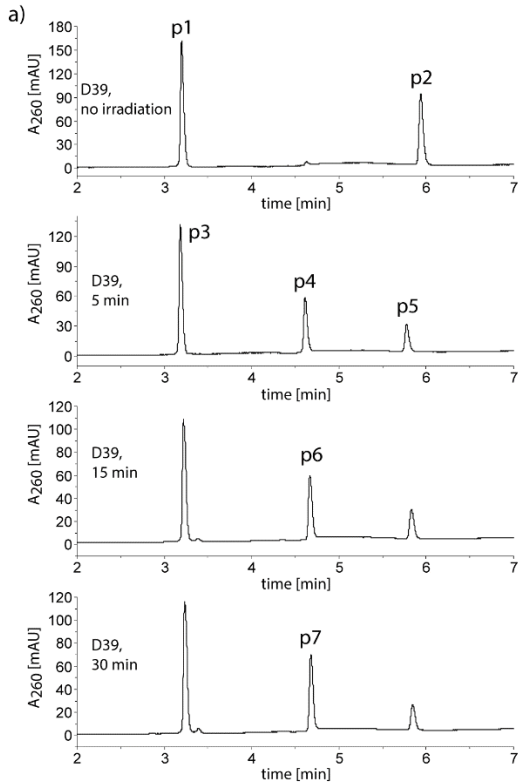 a)
p1
p2
D39,
no irradiation
A260 [mAU]
180
150
120
90
60
30
0
2 3 4 5 6 7
time [min]
p3
p4
p5
D39,
5 min
A260 [mAU]
120
90
60
30
0
2 3 4 5 6 7
time [min]
p6
D39,
15 min
A260 [mAU]
120
100
80
60
40
20
0
2 3 4 5 6 7
time [min]
p7
D39,
30 min
A260 [mAU]
120
100
80
60
40
20
0
2 3 4 5 6 7
time [min]